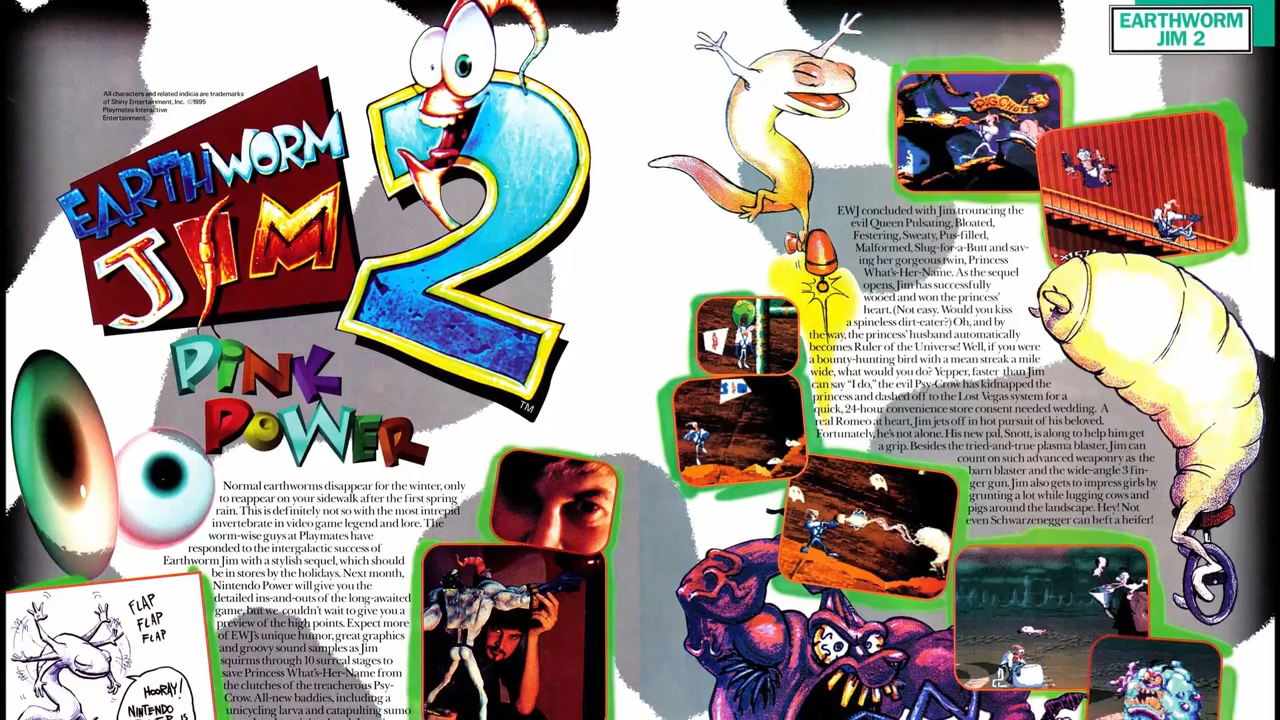 EARTHWORM
JIM 2
All characters and related indicia are trademarks
of Shiny Entertainment, Inc. ©1995
Playmates Interactive
Entertainment.
EARTHWORM
JIM
2
TM
PINK
POWER
Normal earthworms disappear for the winter, only
to reappear on your sidewalk after the first spring
rain. This is definitely not so with the most intrepid
invertebrate in video game legend and lore. The
worm-wise guys at Playmates have
responded to the intergalactic success of
Earthworm Jim with a stylish sequel, which should
be in stores by the holidays. Next month,
Nintendo Power will give you the
detailed ins-and-outs of the long-awaited
game, but we couldn't wait to give you a
preview of the high points. Expect more
of EWJ's unique humor, great graphics
and groovy sound samples as Jim
squirms through 10 surreal stages to
save Princess What's-Her-Name from
the clutches of the treacherous Psy-
Crow. All-new baddies, including a
unicycling larva and catapulting sumo
FLAP
FLAP
FLAP
HOORAY!
NINTENDO
POWER IS
PIG CHUTE!
EWJ concluded with Jim trouncing the
evil Queen Pulsating, Bloated,
Festering, Sweaty, Pus-filled,
Malformed, Slug-for-a-Butt and sav-
ing her gorgeous twin, Princess
What's-Her-Name. As the sequel
opens, Jim has successfully
wooed and won the princess'
heart. (Not easy. Would you kiss
a spineless dirt-eater?) Oh, and by
the way, the princess' husband automatically
becomes Ruler of the Universe! Well, if you were
a bounty-hunting bird with a mean streak a mile
wide, what would you do? Yepper, faster than Jim
can say "I do," the evil Psy-Crow has kidnapped the
princess and dashed off to the Lost Vegas system for a
quick, 24-hour convenience store consent needed wedding. A
real Romeo at heart, Jim jets off in hot pursuit of his beloved.
Fortunately, he's not alone. His new pal, Snott, is along to help him get
a grip. Besides the tried-and-true plasma blaster, Jim can
count on such advanced weaponry as the
barn blaster and the wide-angle 3 fin-
ger gun. Jim also gets to impress girls by
grunting a lot while lugging cows and
pigs around the landscape. Hey! Not
even Schwarzenegger can heft a heifer!